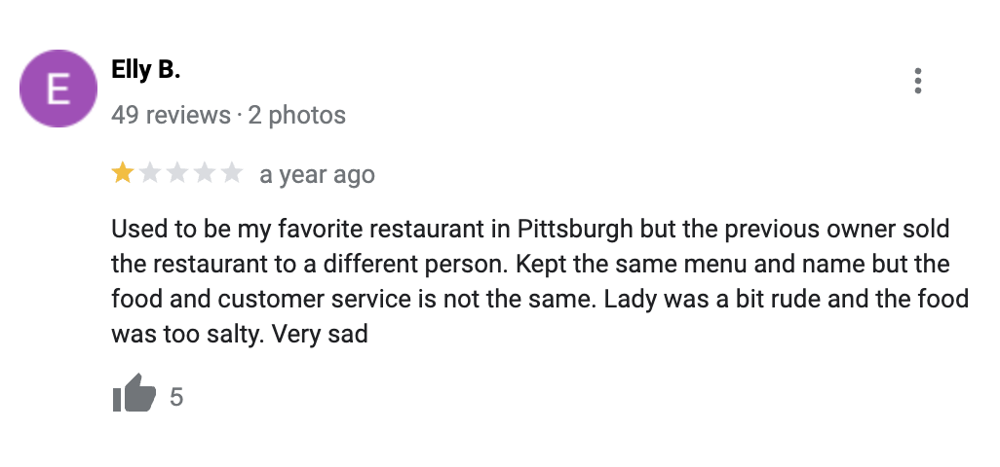 E
Elly B.
49 reviews · 2 photos
a year ago
Used to be my favorite restaurant in Pittsburgh but the previous owner sold
the restaurant to a different person. Kept the same menu and name but the
food and customer service is not the same. Lady was a bit rude and the food
was too salty. Very sad
5